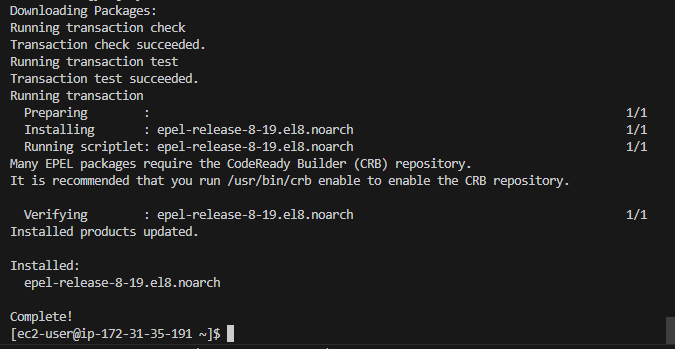 Downloading Packages:
Running transaction check
Transaction check succeeded.
Running transaction test
Transaction test succeeded.
Running transaction
  Preparing        :                                                                  1/1
  Installing       : epel-release-8-19.el8.noarch                                     1/1
  Running scriptlet: epel-release-8-19.el8.noarch                                     1/1
Many EPEL packages require the CodeReady Builder (CRB) repository.
It is recommended that you run /usr/bin/crb enable to enable the CRB repository.

  Verifying        : epel-release-8-19.el8.noarch                                     1/1
Installed products updated.

Installed:
  epel-release-8-19.el8.noarch

Complete!
[ec2-user@ip-172-31-35-191 ~]$